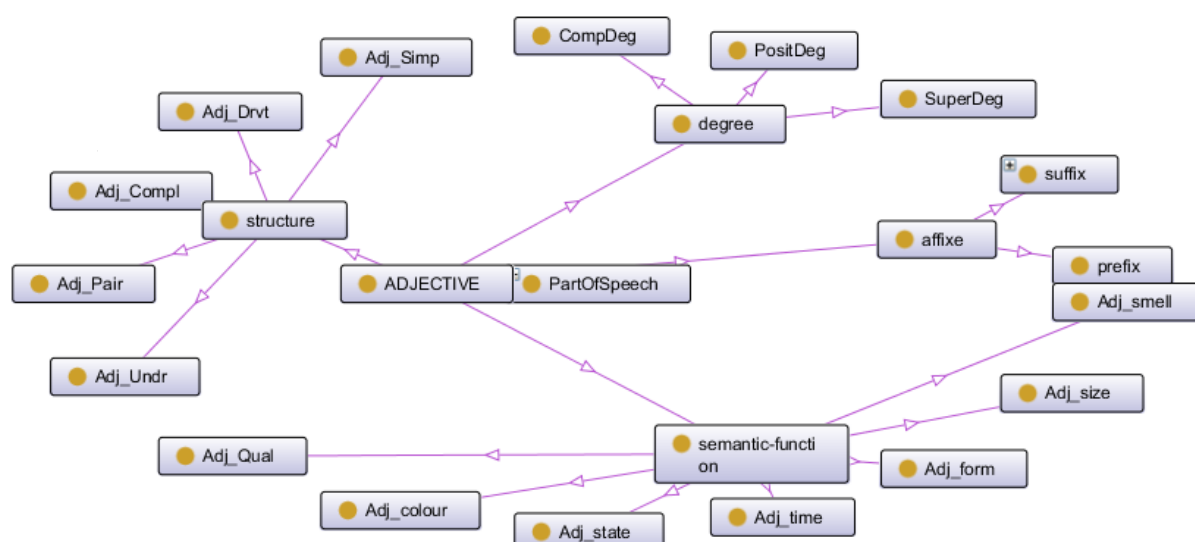 CompDeg
PositDeg
Adj_Simp
SuperDeg
Adj_Drvt
degree
suffix
Adj_Compl
structure
affixe
prefix
Adj_Pair
ADJECTIVE
PartOfSpeech
Adj_smell
Adj_Undr
Adj_size
semantic-functi
on
Adj_Qual
Adj_form
Adj_colour
Adj_time
Adj_state